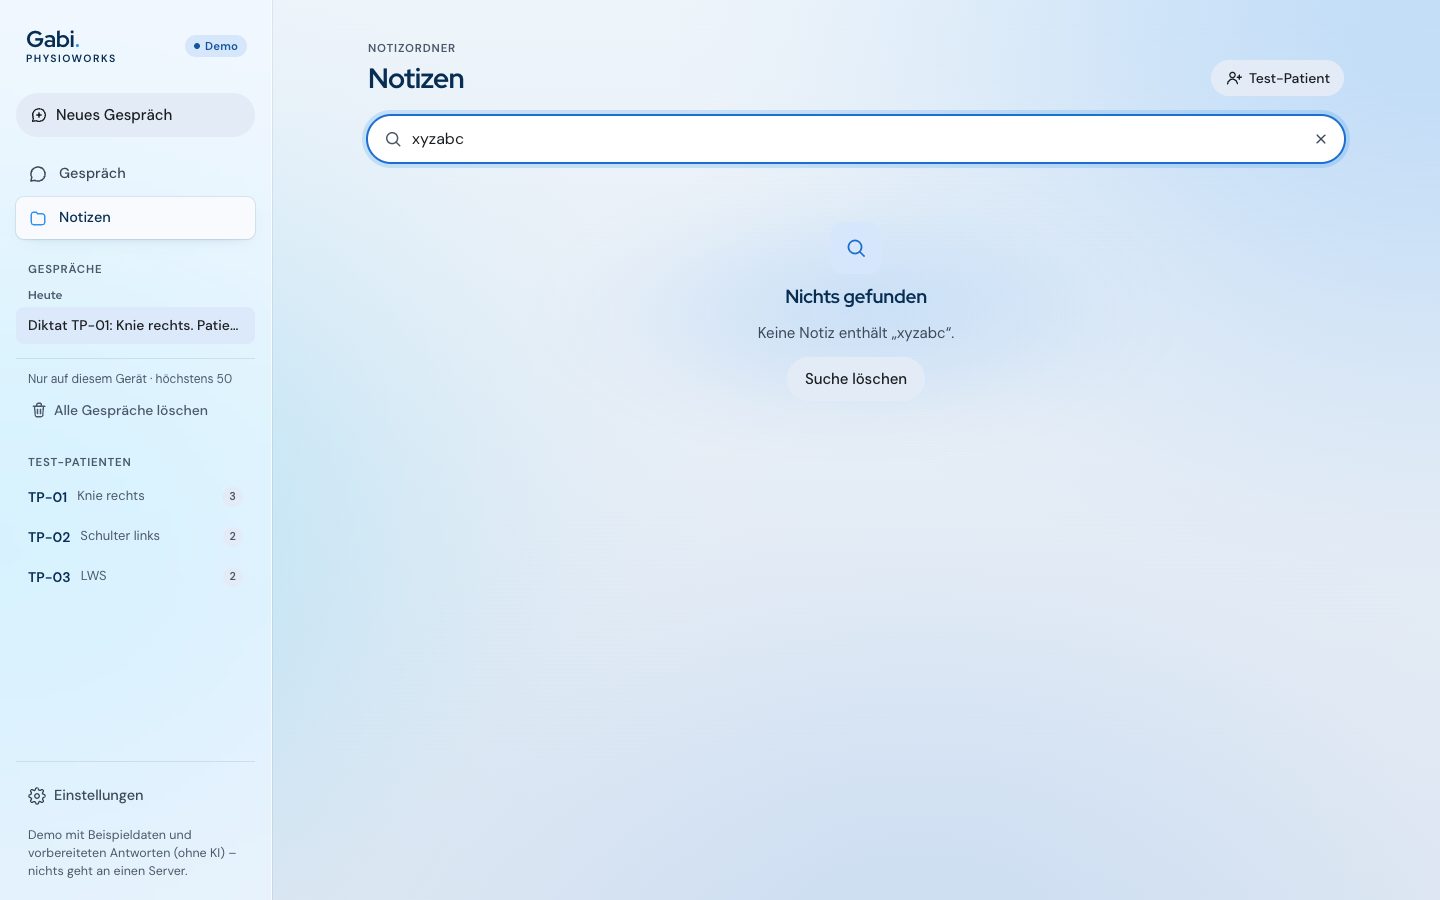 Gabi.
PHYSIOWORKS
Demo
Neues Gespräch
Gespräch
Notizen
GESPRÄCHE
Heute
Diktat TP-01: Knie rechts. Patie...
Nur auf diesem Gerät · höchstens 50
Alle Gespräche löschen
TEST-PATIENTEN
TP-01 Knie rechts 3
TP-02 Schulter links 2
TP-03 LWS 2
Einstellungen
Demo mit Beispieldaten und
vorbereiteten Antworten (ohne KI) –
nichts geht an einen Server.
NOTIZORDNER
Notizen
Test-Patient
xyzabc
Nichts gefunden
Keine Notiz enthält „xyzabc“.
Suche löschen